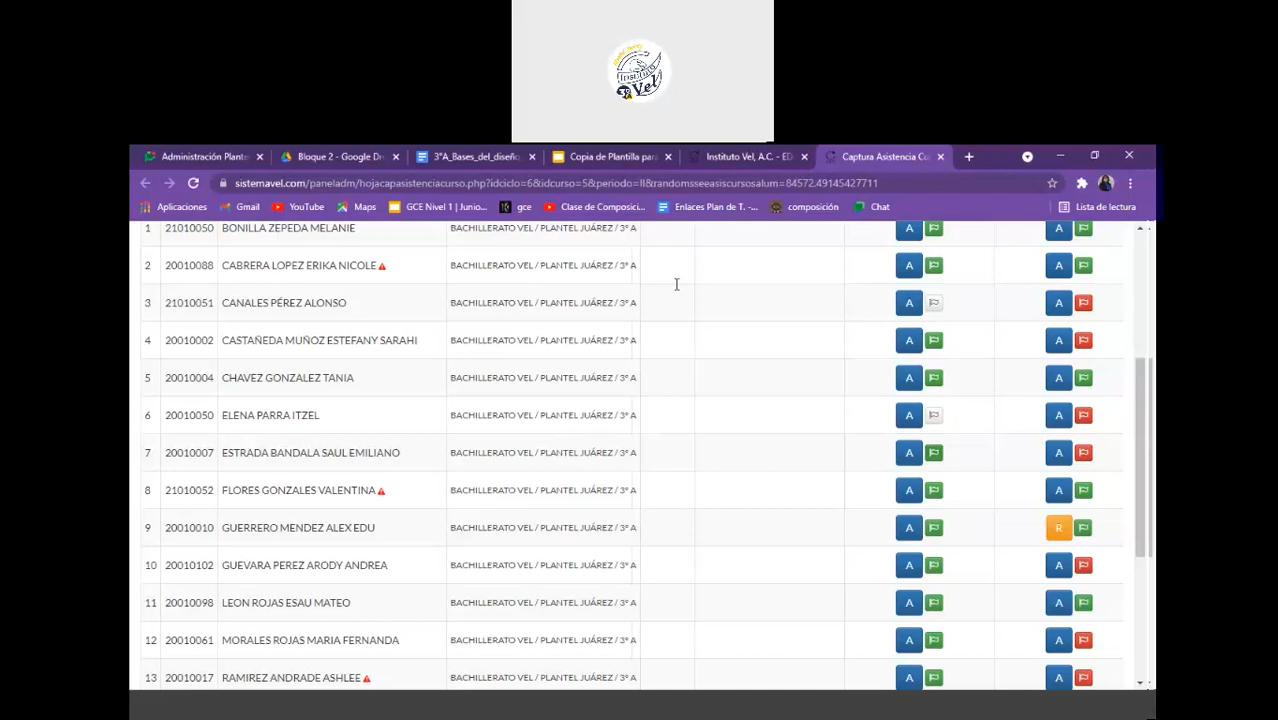 Instituto
3°A Vel
Administración Plante
Bloque 2 - Google Dr
3°A_Bases_del_diseño
Copia de Plantilla para
Instituto Vel, A.C. - ED
Captura Asistencia Cu
sistemavel.com/paneladm/hojacapasistenciacurso.php?idciclo=6&idcurso=5&periodo=II&randomsseeasiscursosalum=84572.49145427711
Aplicaciones Gmail YouTube Maps GCE Nivel 1 | Junio... gce Clase de Composici... Enlaces Plan de T. -... composición Chat Lista de lectura
1 21010050 BONILLA ZEPEDA MELANIE BACHILLERATO VEL / PLANTEL JUÁREZ / 3° A A A
2 20010088 CABRERA LOPEZ ERIKA NICOLE BACHILLERATO VEL / PLANTEL JUÁREZ / 3° A A A
3 21010051 CANALES PÉREZ ALONSO BACHILLERATO VEL / PLANTEL JUÁREZ / 3° A A A
4 20010002 CASTAÑEDA MUÑOZ ESTEFANY SARAHI BACHILLERATO VEL / PLANTEL JUÁREZ / 3° A A A
5 20010004 CHAVEZ GONZALEZ TANIA BACHILLERATO VEL / PLANTEL JUÁREZ / 3° A A A
6 20010050 ELENA PARRA ITZEL BACHILLERATO VEL / PLANTEL JUÁREZ / 3° A A A
7 20010007 ESTRADA BANDALA SAUL EMILIANO BACHILLERATO VEL / PLANTEL JUÁREZ / 3° A A A
8 21010052 FLORES GONZALES VALENTINA BACHILLERATO VEL / PLANTEL JUÁREZ / 3° A A A
9 20010010 GUERRERO MENDEZ ALEX EDU BACHILLERATO VEL / PLANTEL JUÁREZ / 3° A A R
10 20010102 GUEVARA PEREZ ARODY ANDREA BACHILLERATO VEL / PLANTEL JUÁREZ / 3° A A A
11 20010098 LEON ROJAS ESAU MATEO BACHILLERATO VEL / PLANTEL JUÁREZ / 3° A A A
12 20010061 MORALES ROJAS MARIA FERNANDA BACHILLERATO VEL / PLANTEL JUÁREZ / 3° A A A
13 20010017 RAMIREZ ANDRADE ASHLEE BACHILLERATO VEL / PLANTEL JUÁREZ / 3° A A A